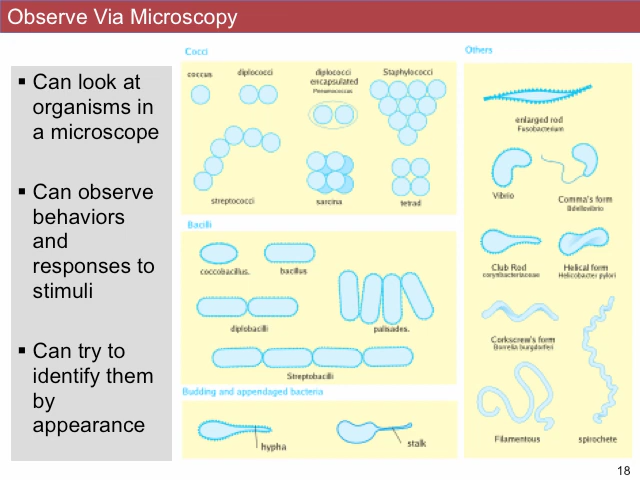 Observe Via Microscopy
▪ Can look at
organisms in
a microscope
▪ Can observe
behaviors
and
responses to
stimuli
▪ Can try to
identify them
by
appearance
Cocci
coccus
diplococci
diplococci
encapsulated
Pneumococcus
Staphylococci
streptococci
sarcina
tetrad
Bacilli
coccobacillus.
bacillus
diplobacilli
palisades.
Streptobacilli
Budding and appendaged bacteria
hypha
stalk
Others
enlarged rod
Fusobacterium
Vibrio
Comma's form
Bdellovibrio
Club Rod
corynebacteriaceae
Helical form
Helicobacter pylori
Corkscrew's form
Borrelia burgdorferi
Filamentous
spirochete
18